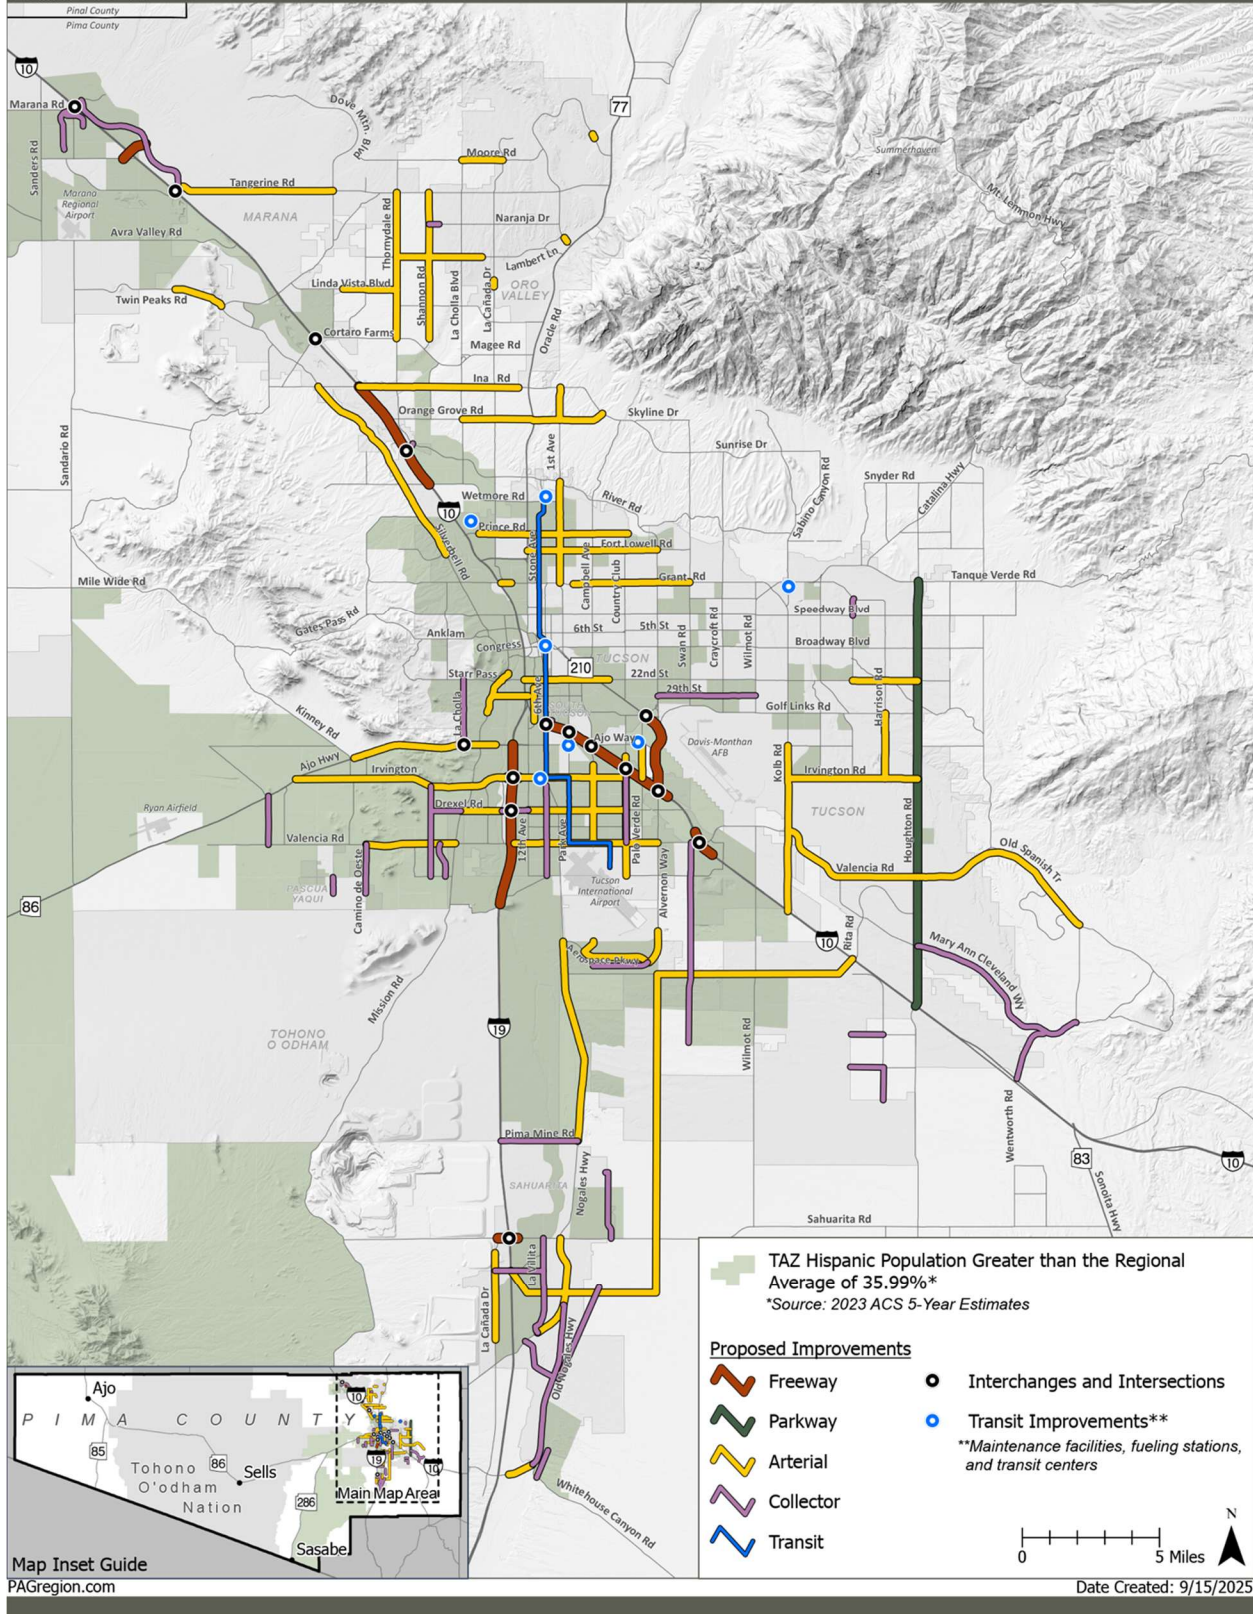 Pinal County
Pima County
10
77
Marana Rd
Dove Mtn. Blvd
Sanders Rd
Moore Rd
Summerhaven
Tangerine Rd
Marana
Regional
Airport
MARANA
Thornydale Rd
Naranja Dr
Mt. Lemmon Hwy
Avra Valley Rd
Lambert Ln
Linda Vista Blvd
Shannon Rd
La Cholla Blvd
La Cañada Dr
ORO
VALLEY
Twin Peaks Rd
Cortaro Farms
Magee Rd
Oracle Rd
Ina Rd
Orange Grove Rd
Skyline Dr
Sandario Rd
1st Ave
Sunrise Dr
Sabino Canyon Rd
Snyder Rd
Catalina Hwy
Wetmore Rd
River Rd
10
Prince Rd
Silverbell Rd
Stone Ave
Fort Lowell Rd
Campbell Ave
Country Club
Mile Wide Rd
Grant Rd
Tanque Verde Rd
Gates Pass Rd
Speedway Blvd
Anklam
6th St
5th St
Swan Rd
Craycroft Rd
Wilmot Rd
Broadway Blvd
Congress
210
TUCSON
Starr Pass
22nd St
29th St
Harrison Rd
La Cholla
6th Ave
Golf Links Rd
Kinney Rd
Ajo Way
Davis-Monthan
AFB
Ajo Hwy
Irvington
Kolb Rd
Irvington Rd
Ryan Airfield
Drexel Rd
TUCSON
Houghton Rd
Valencia Rd
12th Ave
Park Ave
Palo Verde Rd
Old Spanish Tr
Valencia Rd
Camino de Oeste
PASCUA
YAQUI
Tucson
International
Airport
Alvernon Way
86
10
Rita Rd
Mary Ann Cleveland Wy
Aerospace Pkwy
Mission Rd
19
TOHONO
O ODHAM
Wilmot Rd
Wentworth Rd
Pima Mine Rd
83
10
Nogales Hwy
SAHUARITA
Sonoita Hwy
Sahuarita Rd
La Villita
La Cañada Dr
Old Nogales Hwy
Whitehouse Canyon Rd
TAZ Hispanic Population Greater than the Regional
Average of 35.99%*
*Source: 2023 ACS 5-Year Estimates
Proposed Improvements
Freeway
Parkway
Arterial
Collector
Transit
Interchanges and Intersections
Transit Improvements**
**Maintenance facilities, fueling stations,
and transit centers
N
0 5 Miles
Ajo
PIMA COUNTY
10
85
86
Tohono
O'odham
Nation
Sells
19
10
286
Main Map Area
Sasabe
Map Inset Guide
PAGregion.com
Date Created: 9/15/2025